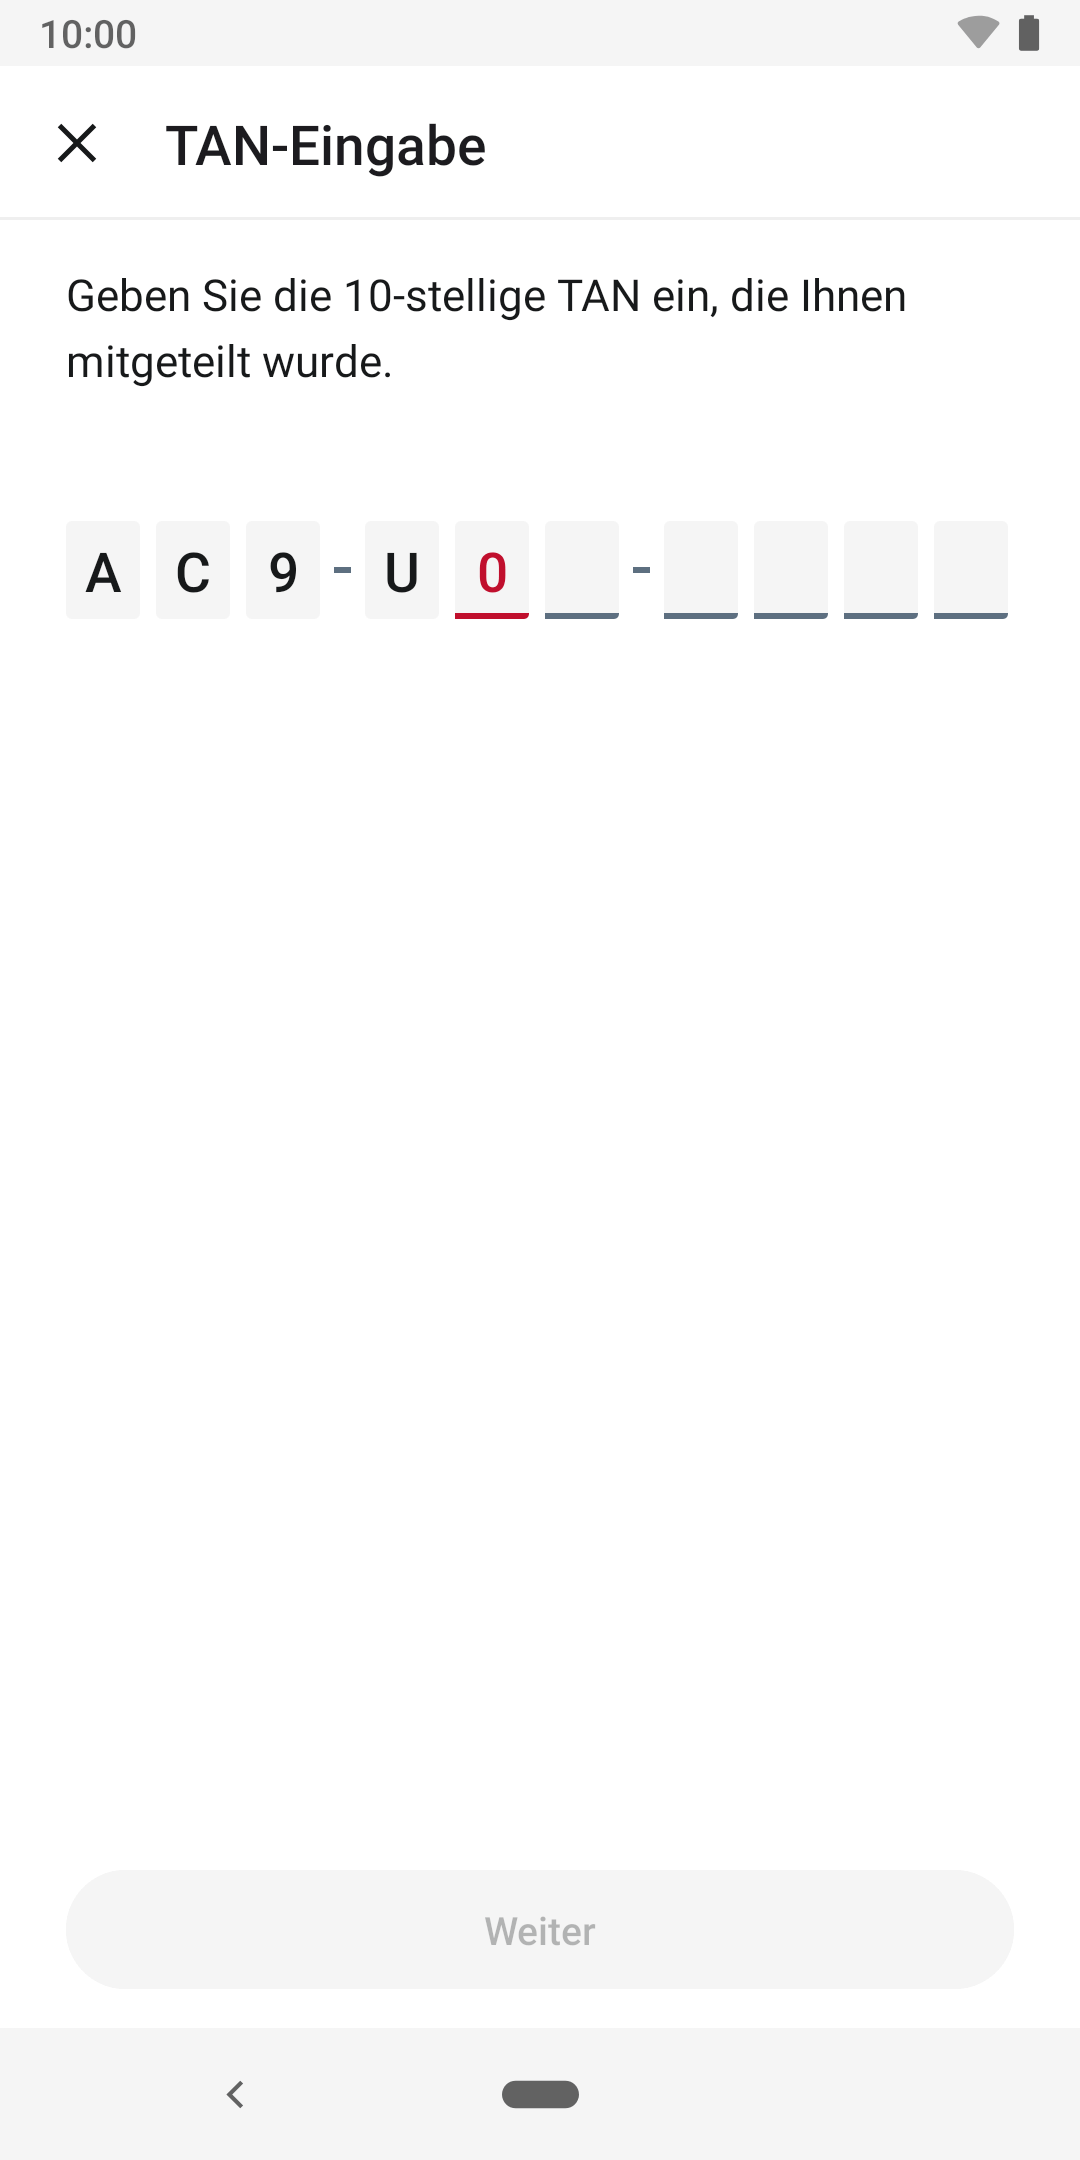 10:00
TAN-Eingabe
Geben Sie die 10-stellige TAN ein, die Ihnen
mitgeteilt wurde.
A C 9 - U 0 -
Weiter